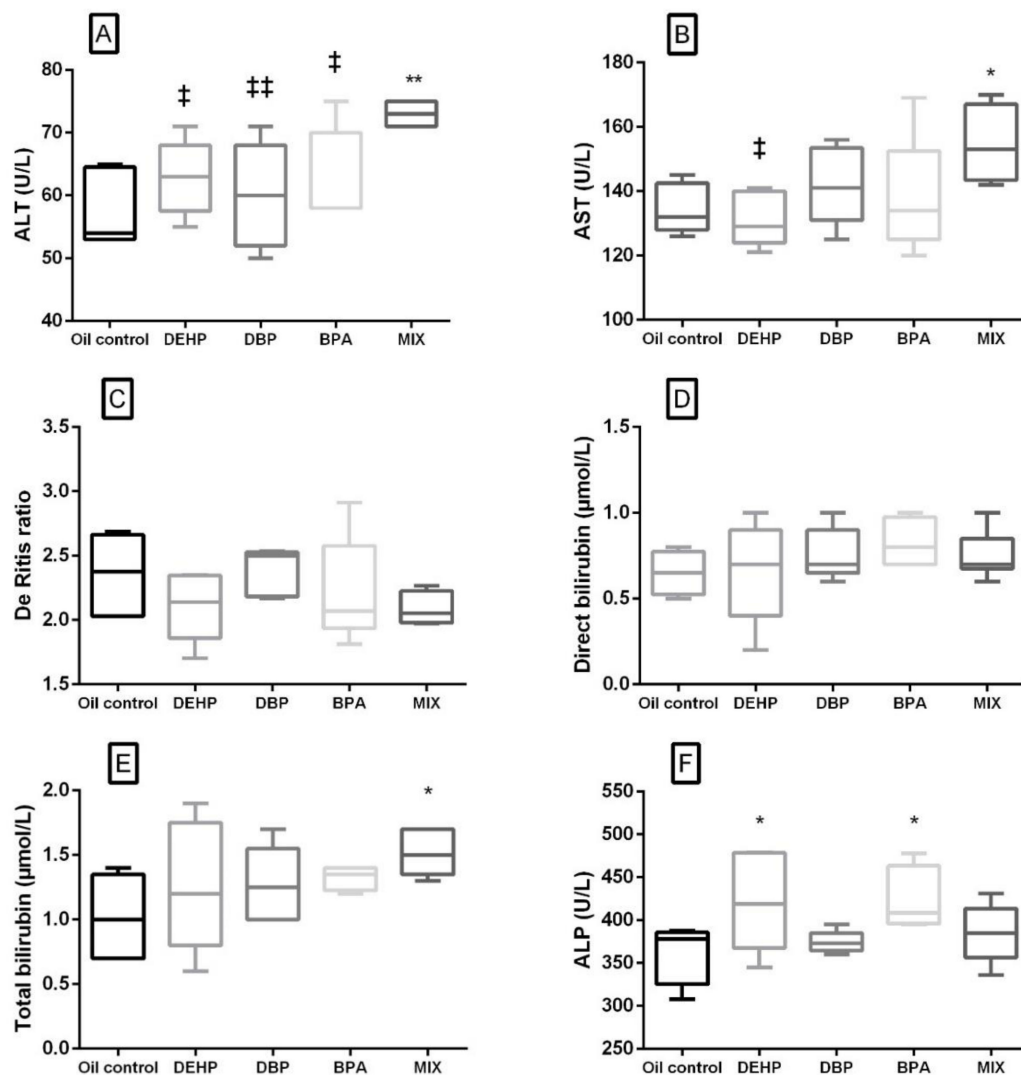 A
‡
‡‡
‡
**
80
70
60
50
40
ALT (U/L)
Oil control DEHP DBP BPA MIX
B
‡
*
180
160
140
120
100
AST (U/L)
Oil control DEHP DBP BPA MIX
C
3.5
3.0
2.5
2.0
1.5
De Ritis ratio
Oil control DEHP DBP BPA MIX
D
1.5
1.0
0.5
0.0
Direct bilirubin (µmol/L)
Oil control DEHP DBP BPA MIX
E
*
2.0
1.5
1.0
0.5
0.0
Total bilirubin (µmol/L)
Oil control DEHP DBP BPA MIX
F
*
*
550
500
450
400
350
300
250
ALP (U/L)
Oil control DEHP DBP BPA MIX